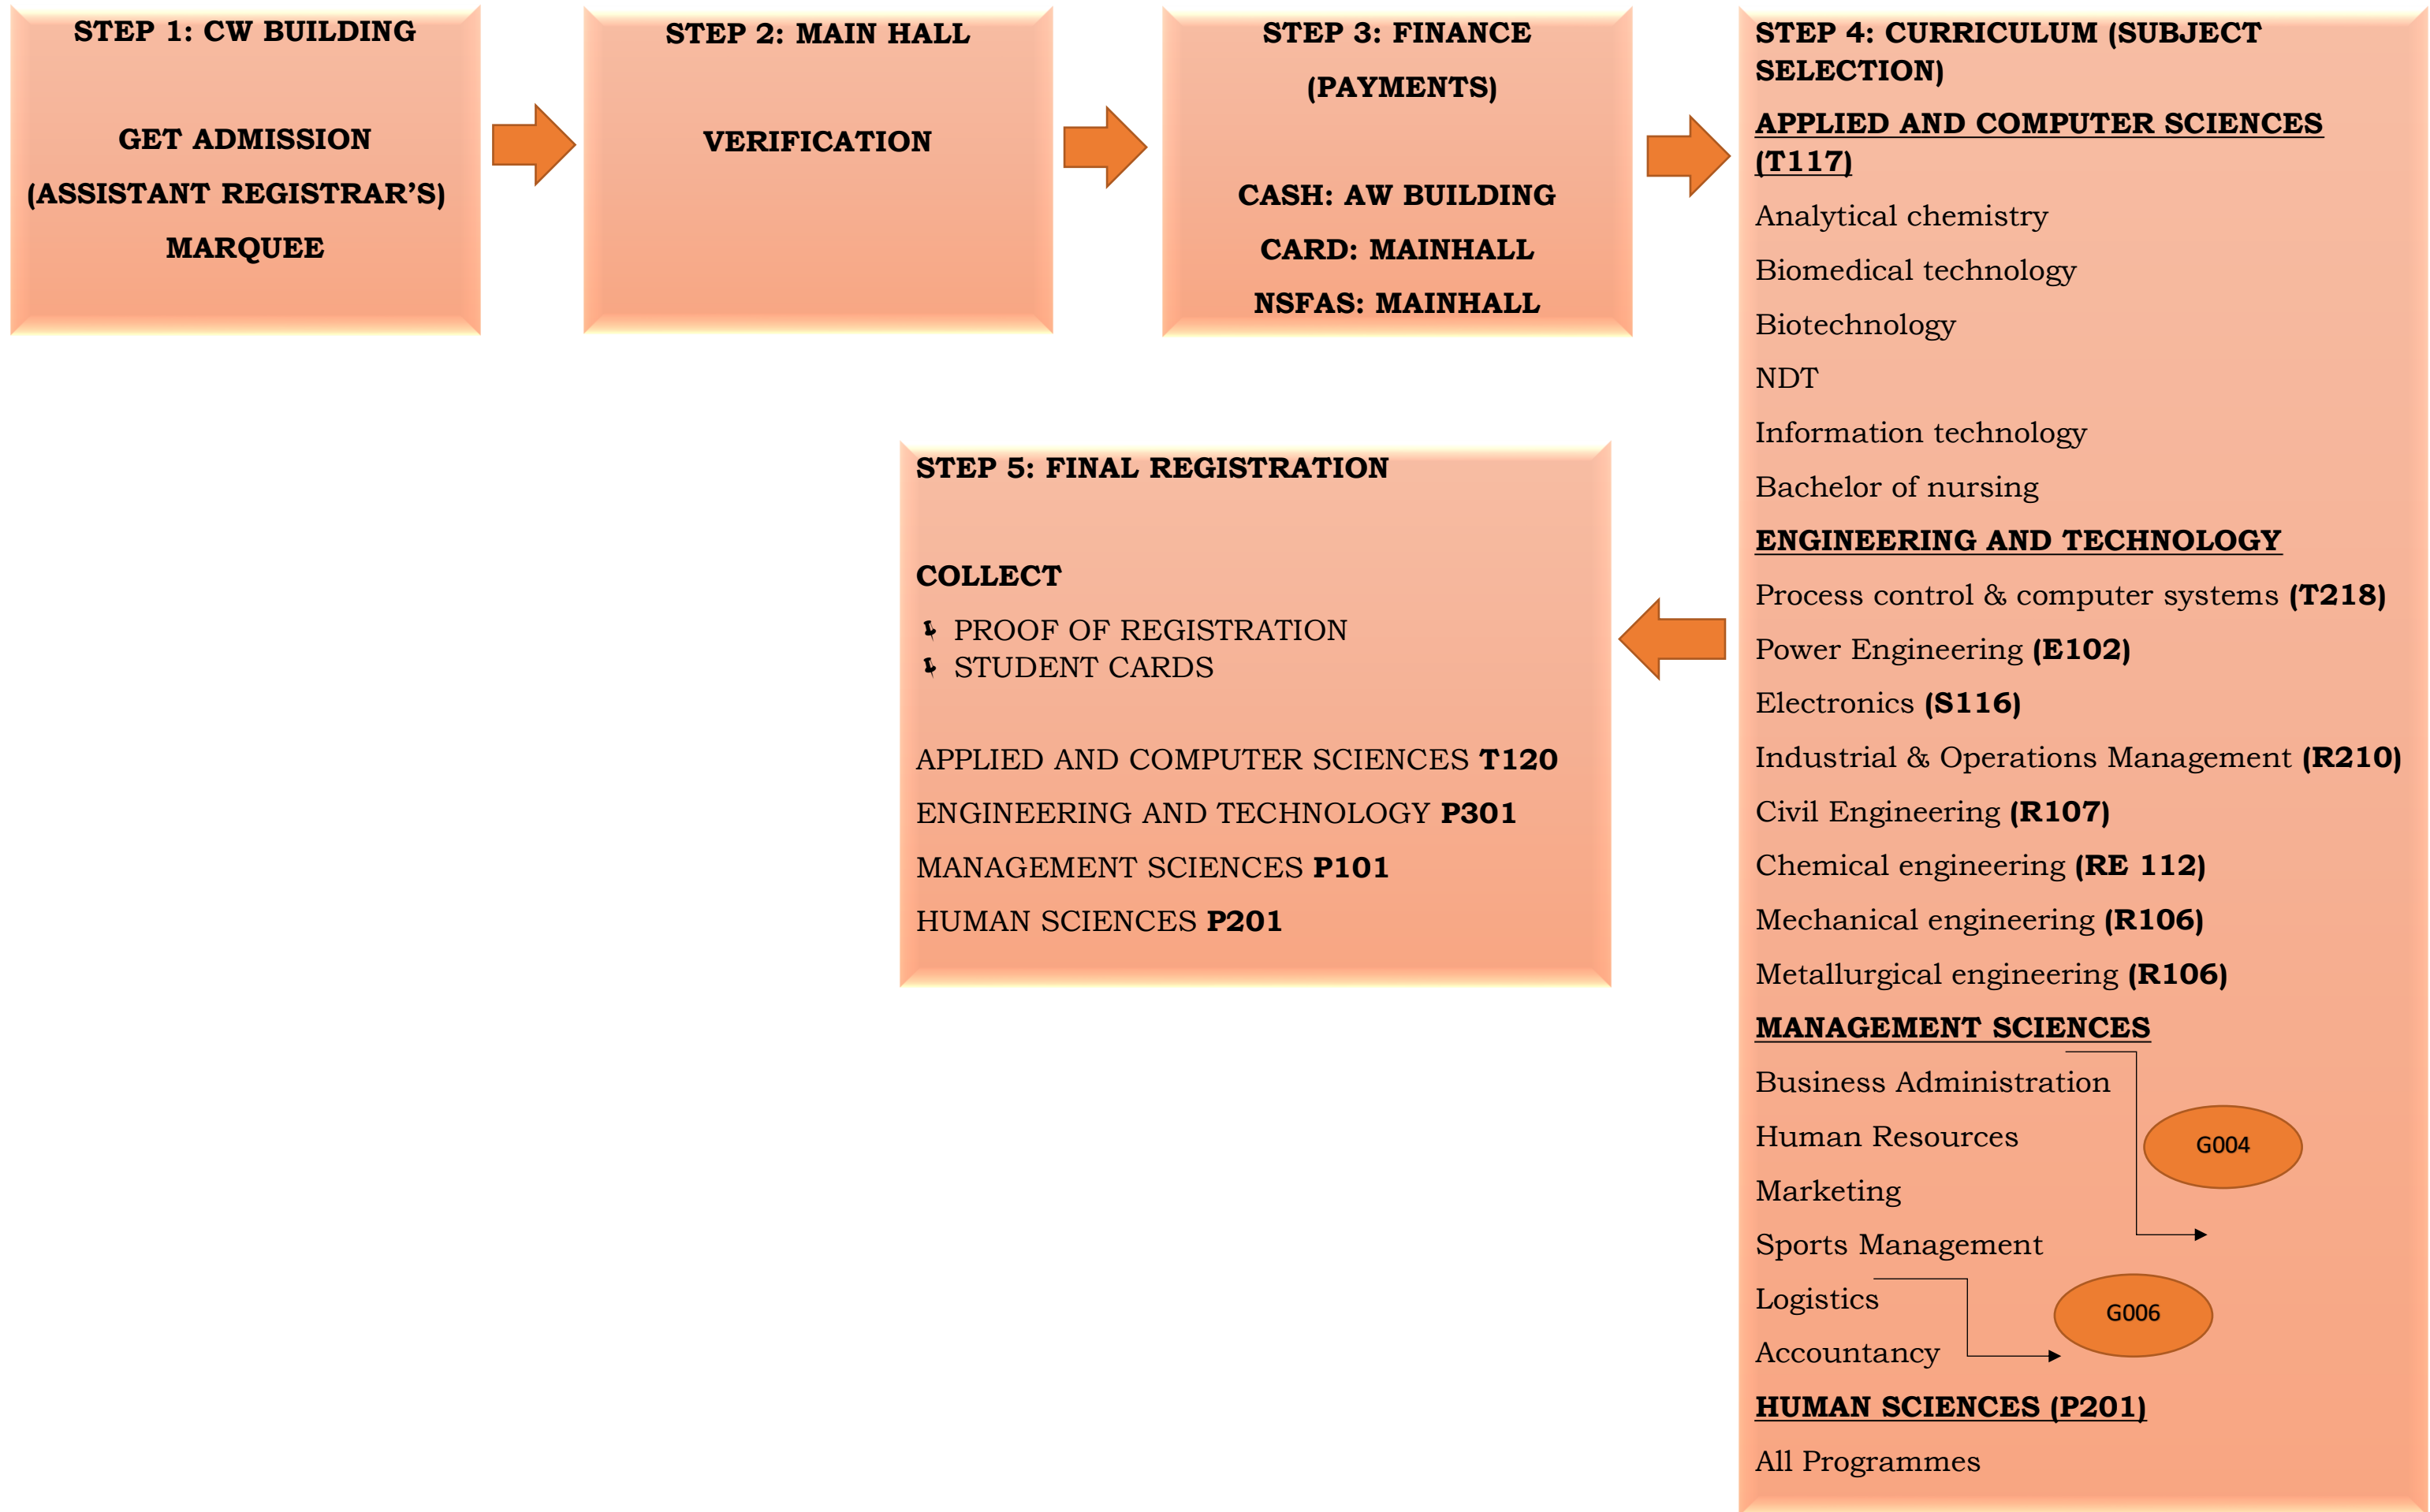 STEP 1: CW BUILDING
GET ADMISSION
(ASSISTANT REGISTRAR’S)
MARQUEE
STEP 2: MAIN HALL
VERIFICATION
STEP 3: FINANCE
(PAYMENTS)
CASH: AW BUILDING
CARD: MAINHALL
NSFAS: MAINHALL
STEP 4: CURRICULUM (SUBJECT
SELECTION)
APPLIED AND COMPUTER SCIENCES
(T117)
Analytical chemistry
Biomedical technology
Biotechnology
NDT
Information technology
Bachelor of nursing
ENGINEERING AND TECHNOLOGY
Process control & computer systems (T218)
Power Engineering (E102)
Electronics (S116)
Industrial & Operations Management (R210)
Civil Engineering (R107)
Chemical engineering (RE 112)
Mechanical engineering (R106)
Metallurgical engineering (R106)
MANAGEMENT SCIENCES
Business Administration
Human Resources
G004
Marketing
Sports Management
Logistics
G006
Accountancy
HUMAN SCIENCES (P201)
All Programmes
STEP 5: FINAL REGISTRATION
COLLECT
PROOF OF REGISTRATION
STUDENT CARDS
APPLIED AND COMPUTER SCIENCES T120
ENGINEERING AND TECHNOLOGY P301
MANAGEMENT SCIENCES P101
HUMAN SCIENCES P201